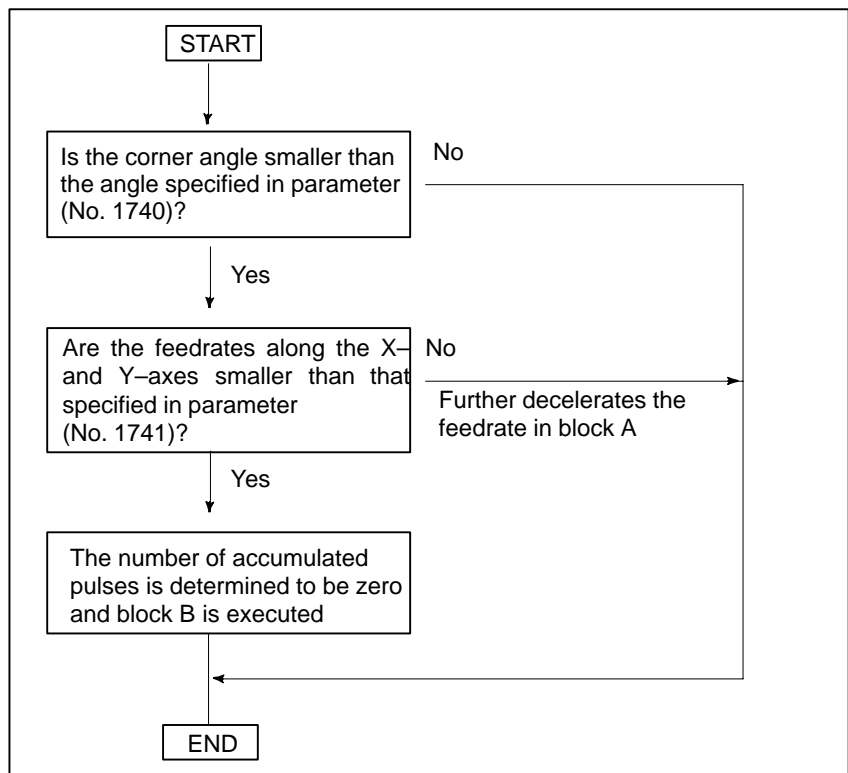 START
Is the corner angle smaller than
the angle specified in parameter
(No. 1740)?
No
Yes
Are the feedrates along the X–
and Y–axes smaller than that
specified in parameter
(No. 1741)?
No
Further decelerates the
feedrate in block A
Yes
The number of accumulated
pulses is determined to be zero
and block B is executed
END